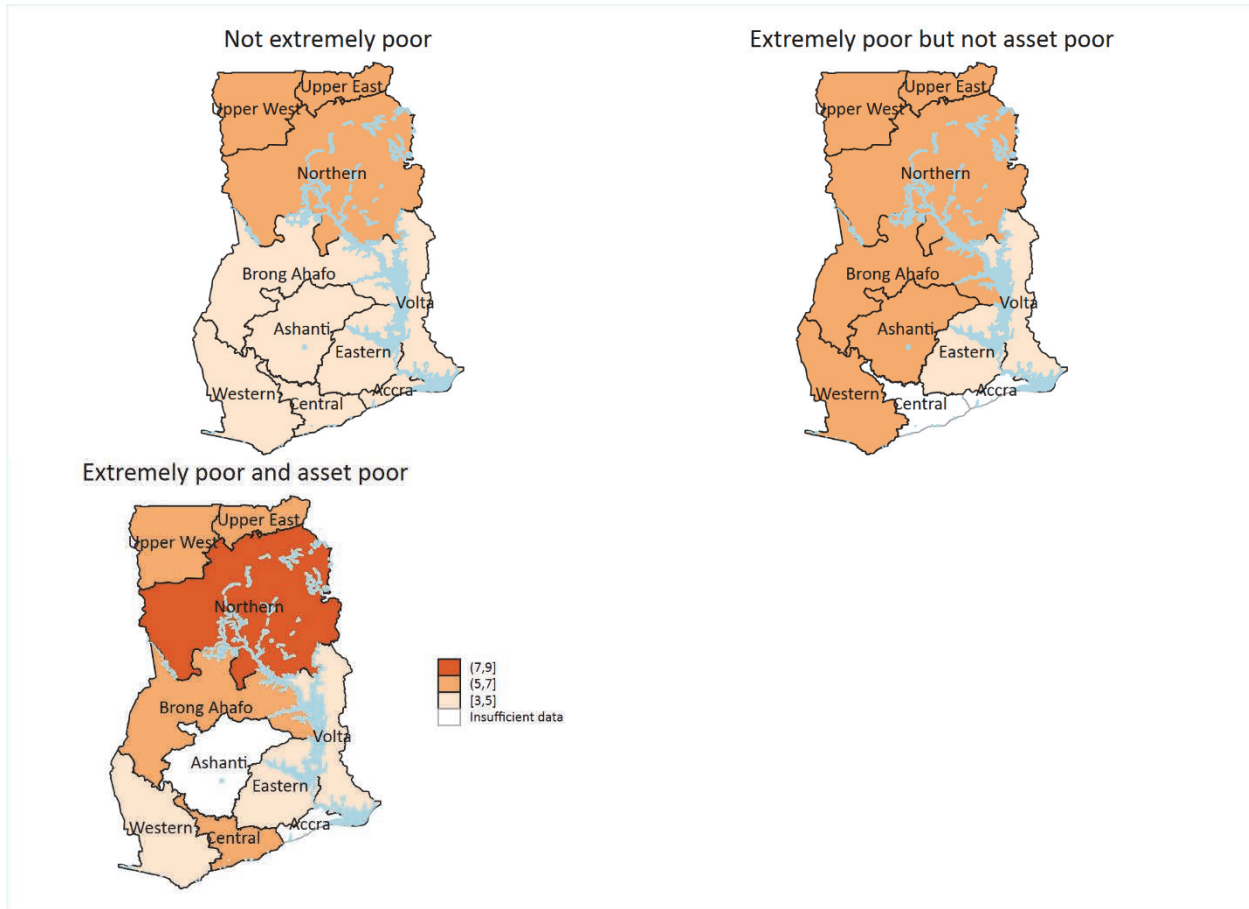 Not extremely poor
Upper East
Upper West
Northern
Brong Ahafo
Volta
Ashanti
Eastern
Accra
Western
Central
Extremely poor but not asset poor
Upper East
Upper West
Northern
Brong Ahafo
Volta
Ashanti
Eastern
Accra
Western
Central
Extremely poor and asset poor
Upper East
Upper West
Northern
Brong Ahafo
Volta
Ashanti
Eastern
Accra
Western
Central
(7,9]
(5,7]
[3,5]
Insufficient data